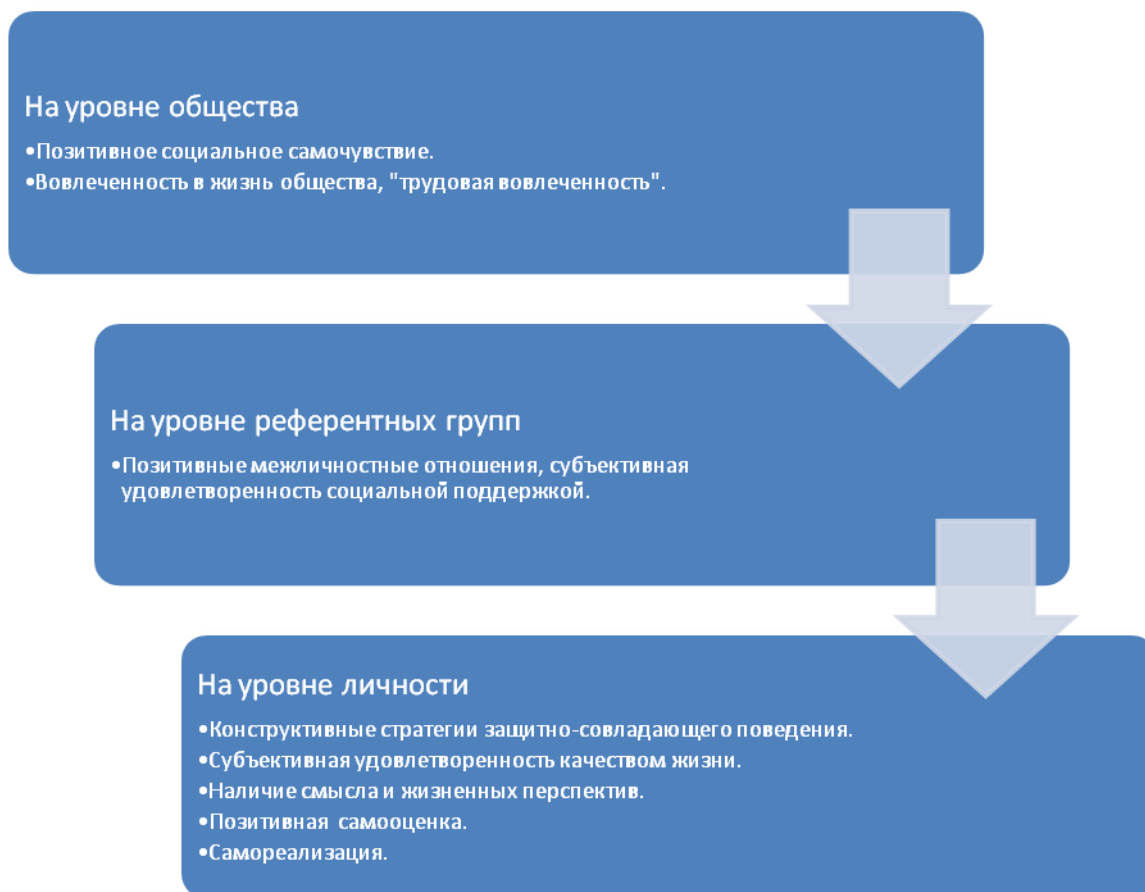 На уровне общества
•Позитивное социальное самочувствие.
•Вовлеченность в жизнь общества, "трудовая вовлеченность".
На уровне референтных групп
•Позитивные межличностные отношения, субъективная
удовлетворенность социальной поддержкой.
На уровне личности
•Конструктивные стратегии защитно-совладающего поведения.
•Субъективная удовлетворенность качеством жизни.
•Наличие смысла и жизненных перспектив.
•Позитивная самооценка.
•Самореализация.